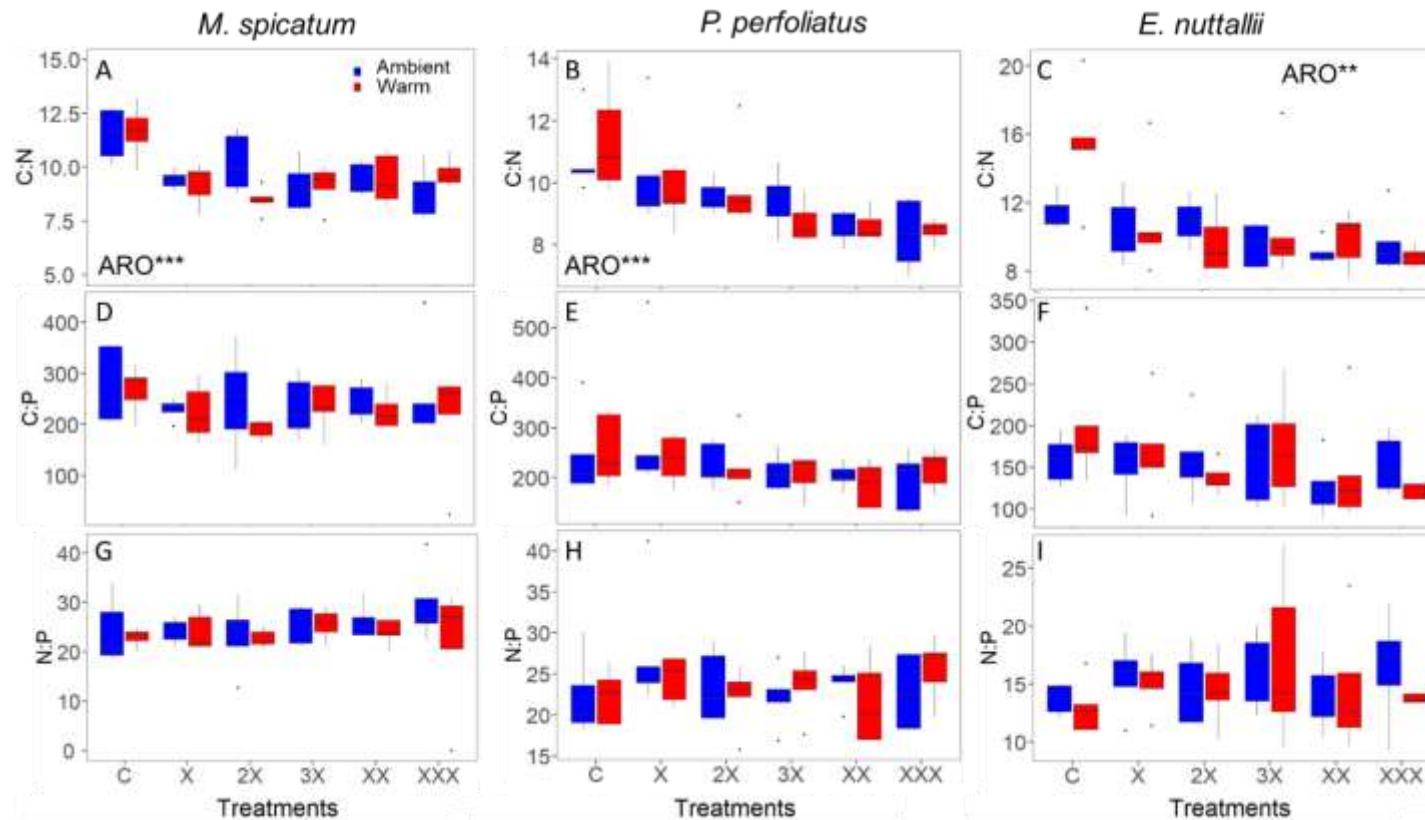 M. spicatum P. perfoliatus E. nuttallii
A Ambient Warm ARO***
C:N
15.0
12.5
10.0
7.5
5.0
B ARO***
C:N
14
12
10
8
C ARO**
C:N
20
16
12
8
D
C:P
400
300
200
100
E
C:P
500
400
300
200
F
C:P
350
300
250
200
150
100
G
N:P
40
30
20
10
0
H
N:P
40
35
30
25
20
15
I
N:P
25
20
15
10
C X 2X 3X XX XXX C X 2X 3X XX XXX C X 2X 3X XX XXX
Treatments Treatments Treatments